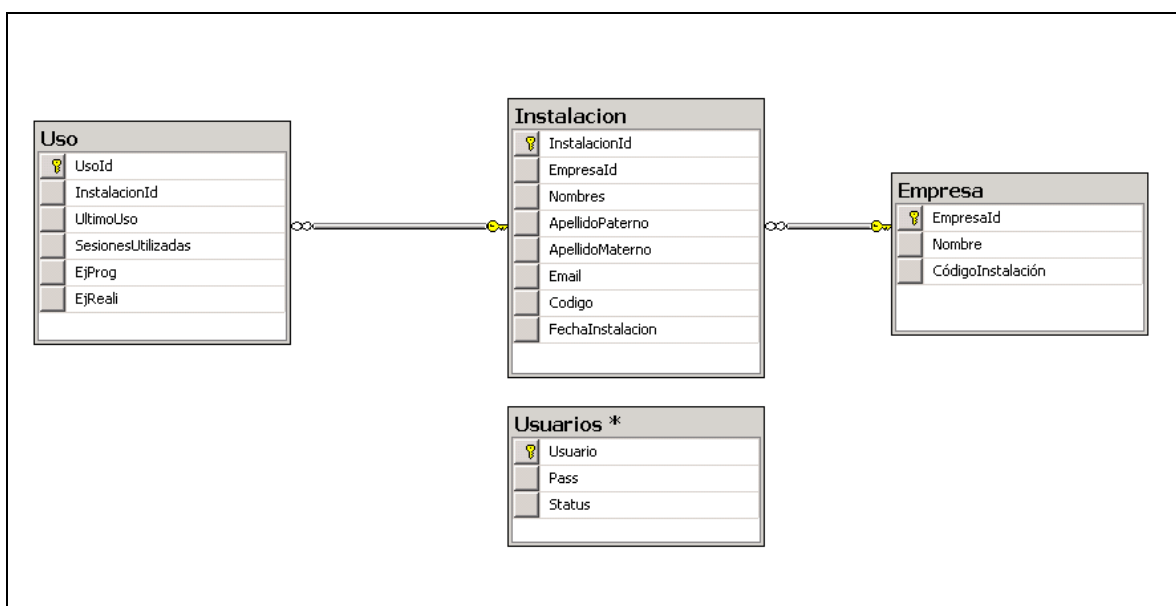 Uso
UsoId
InstalacionId
UltimoUso
SesionesUtilizadas
EjProg
EjReali
Instalacion
InstalacionId
EmpresaId
Nombres
ApellidoPaterno
ApellidoMaterno
Email
Codigo
FechaInstalacion
Empresa
EmpresaId
Nombre
CódigoInstalación
Usuarios *
Usuario
Pass
Status